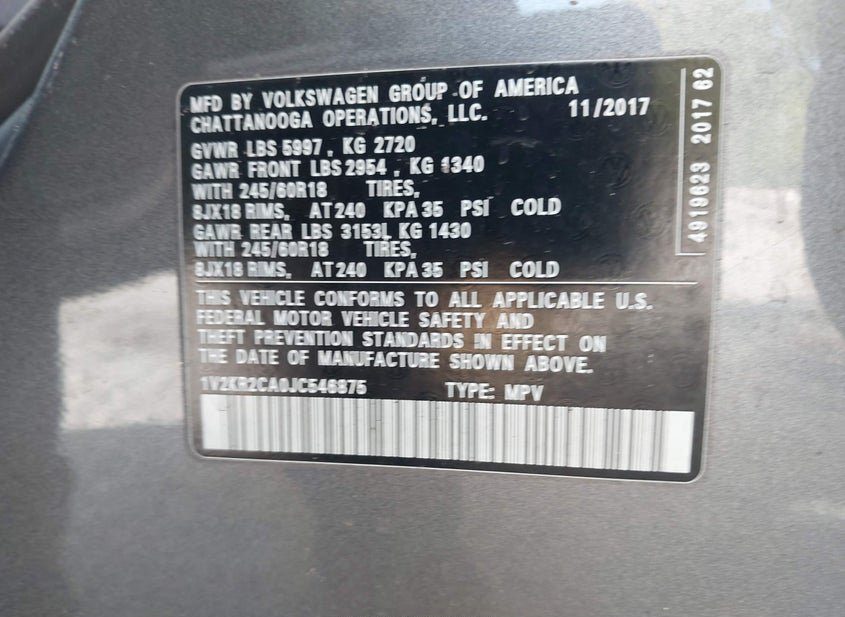 MFD BY VOLKSWAGEN GROUP OF AMERICA
CHATTANOOGA OPERATIONS, LLC. 11/2017
GVWR LBS 5997 , KG 2720
GAWR FRONT LBS 2954 , KG 1340
WITH 245/60R18 TIRES,
8JX18 RIMS, AT 240 KPA 35 PSI COLD
GAWR REAR LBS 3153L KG 1430
WITH 245/60R18 TIRES,
8JX18 RIMS, AT 240 KPA 35 PSI COLD
THIS VEHICLE CONFORMS TO ALL APPLICABLE U.S.
FEDERAL MOTOR VEHICLE SAFETY AND
THEFT PREVENTION STANDARDS IN EFFECT ON
THE DATE OF MANUFACTURE SHOWN ABOVE.
1V2KR2CA0JC546875 TYPE: MPV
4919623 2017 62